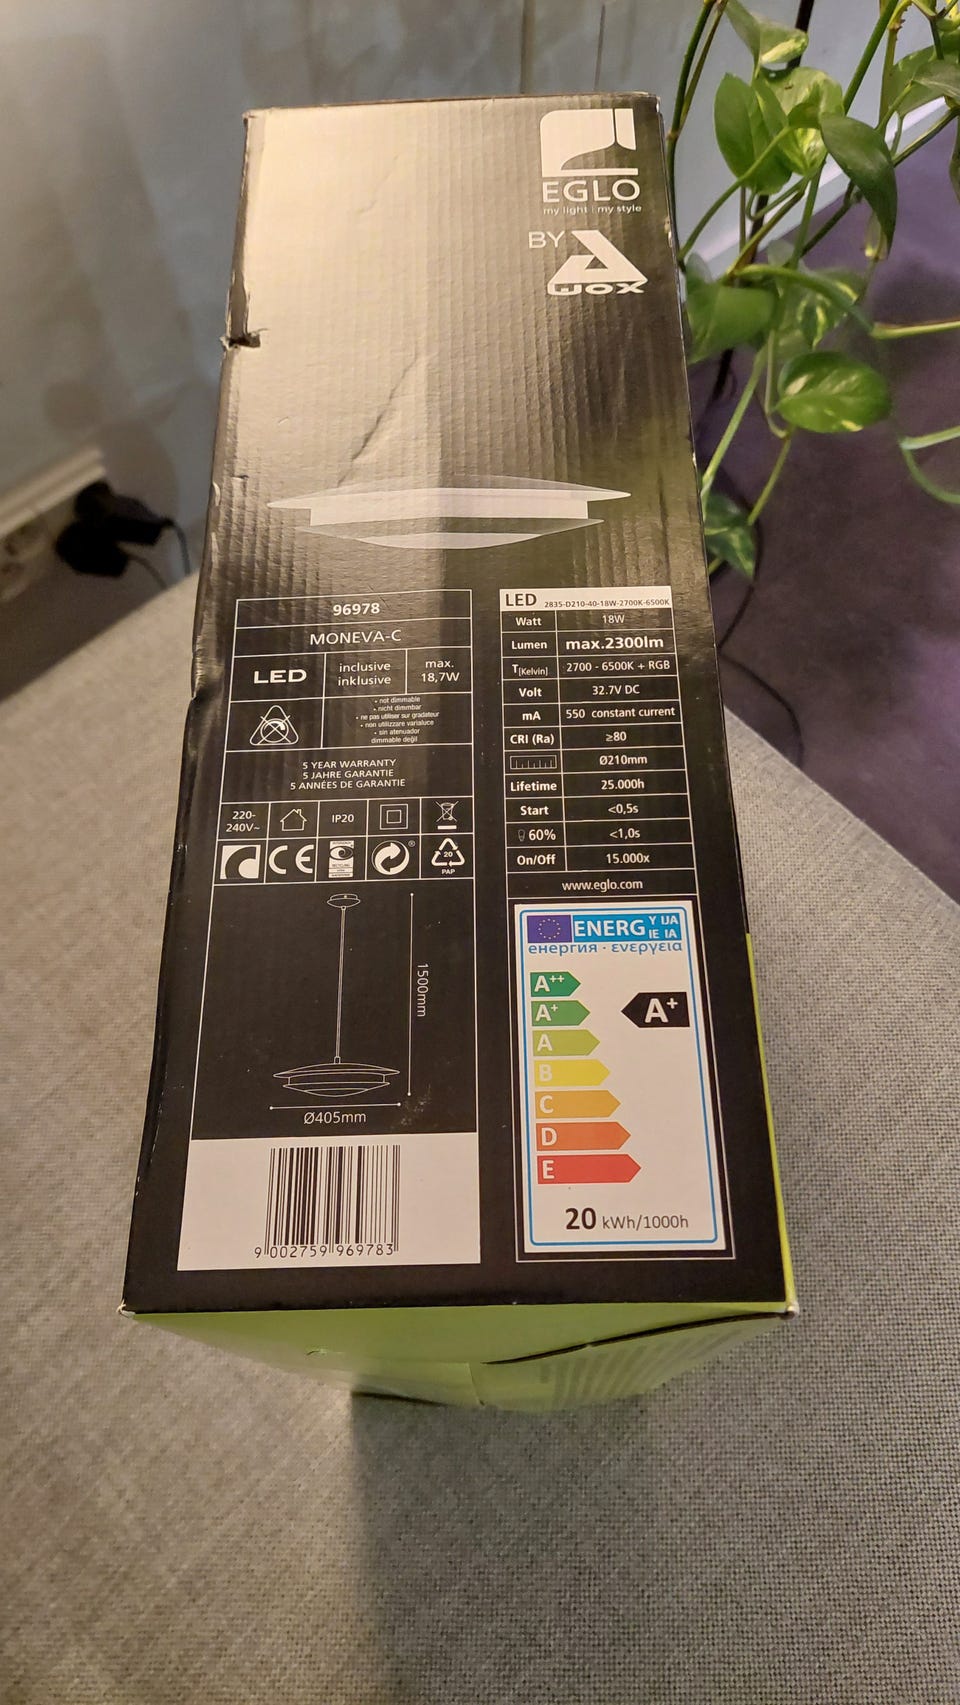 EGLO
my light | my style
BY
AWOX
96978
MONEVA-C
LED
inclusive
inklusive
max.
18,7W
• not dimmable
• nicht dimmbar
• ne pas utiliser sur gradateur
• non utilizzare varialuce
• sin atenuador
dimmable değil
5 YEAR WARRANTY
5 JAHRE GARANTIE
5 ANNÉES DE GARANTIE
220-
240V~
IP20
CE
®
20
PAP
1500mm
Ø405mm
9 002759 969783
LED 2835-D210-40-18W-2700K-6500K
Watt 18W
Lumen max.2300lm
T[Kelvin] 2700 - 6500K + RGB
Volt 32.7V DC
mA 550 constant current
CRI (Ra) ≥80
Ø210mm
Lifetime 25.000h
Start <0,5s
60% <1,0s
On/Off 15.000x
www.eglo.com
ENERG Y IJA
IE IA
енергия · ενεργεια
A++
A+
A+
A
B
C
D
E
20 kWh/1000h